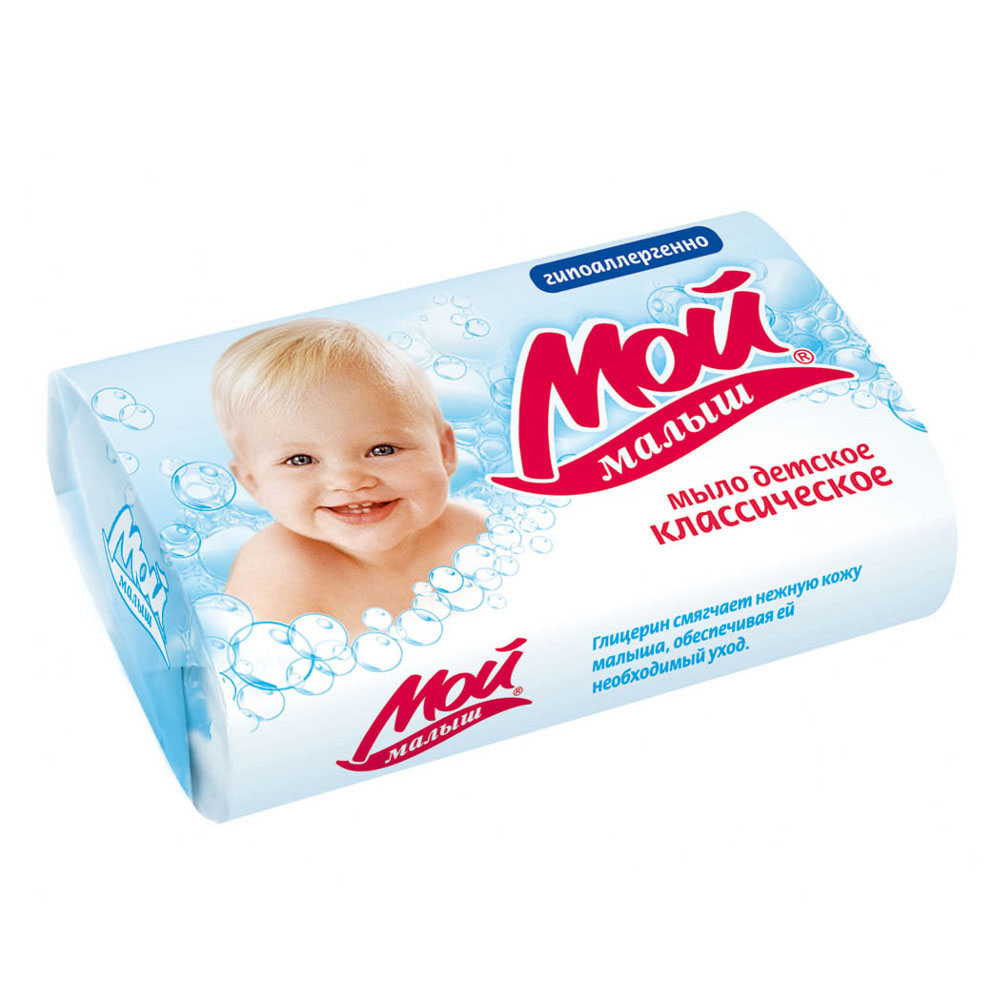 гипоаллергенно
Мой
малыш
®
мыло детское
классическое
Глицерин смягчает нежную кожу
малыша, обеспечивая ей
необходимый уход.
Мой
малыш
®
Мой
малыш